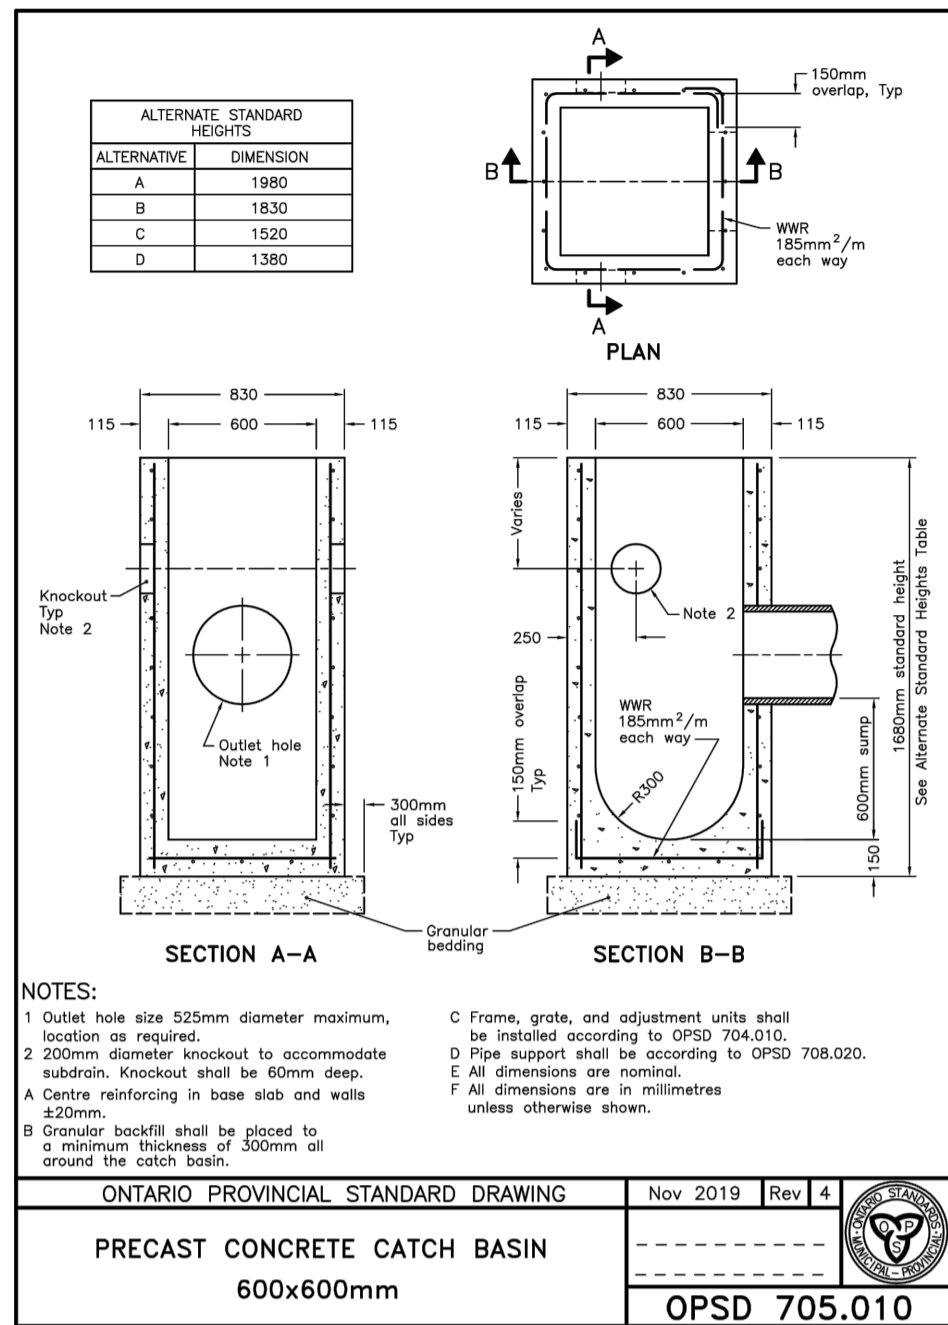 ALTERNATE STANDARD
HEIGHTS
ALTERNATIVE DIMENSION
A 1980
B 1830
C 1520
D 1380
A
150mm
overlap, Typ
B
B
WWR
185mm²/m
each way
A
PLAN
830
115 600 115
Knockout
Typ
Note 2
Outlet hole
Note 1
300mm
all sides
Typ
SECTION A–A
830
115 600 115
Varies
Note 2
250
WWR
185mm²/m
each way
150mm overlap
Typ
R300
600mm sump
150
1680mm standard height
See Alternate Standard Heights Table
Granular
bedding
SECTION B–B
NOTES:
1 Outlet hole size 525mm diameter maximum,
location as required.
2 200mm diameter knockout to accommodate
subdrain. Knockout shall be 60mm deep.
A Centre reinforcing in base slab and walls
±20mm.
B Granular backfill shall be placed to
a minimum thickness of 300mm all
around the catch basin.
C Frame, grate, and adjustment units shall
be installed according to OPSD 704.010.
D Pipe support shall be according to OPSD 708.020.
E All dimensions are nominal.
F All dimensions are in millimetres
unless otherwise shown.
ONTARIO PROVINCIAL STANDARD DRAWING
Nov 2019 Rev 4
PRECAST CONCRETE CATCH BASIN
600x600mm
ONTARIO STANDARDS
MUNICIPAL – PROVINCIAL
O P S
OPSD 705.010